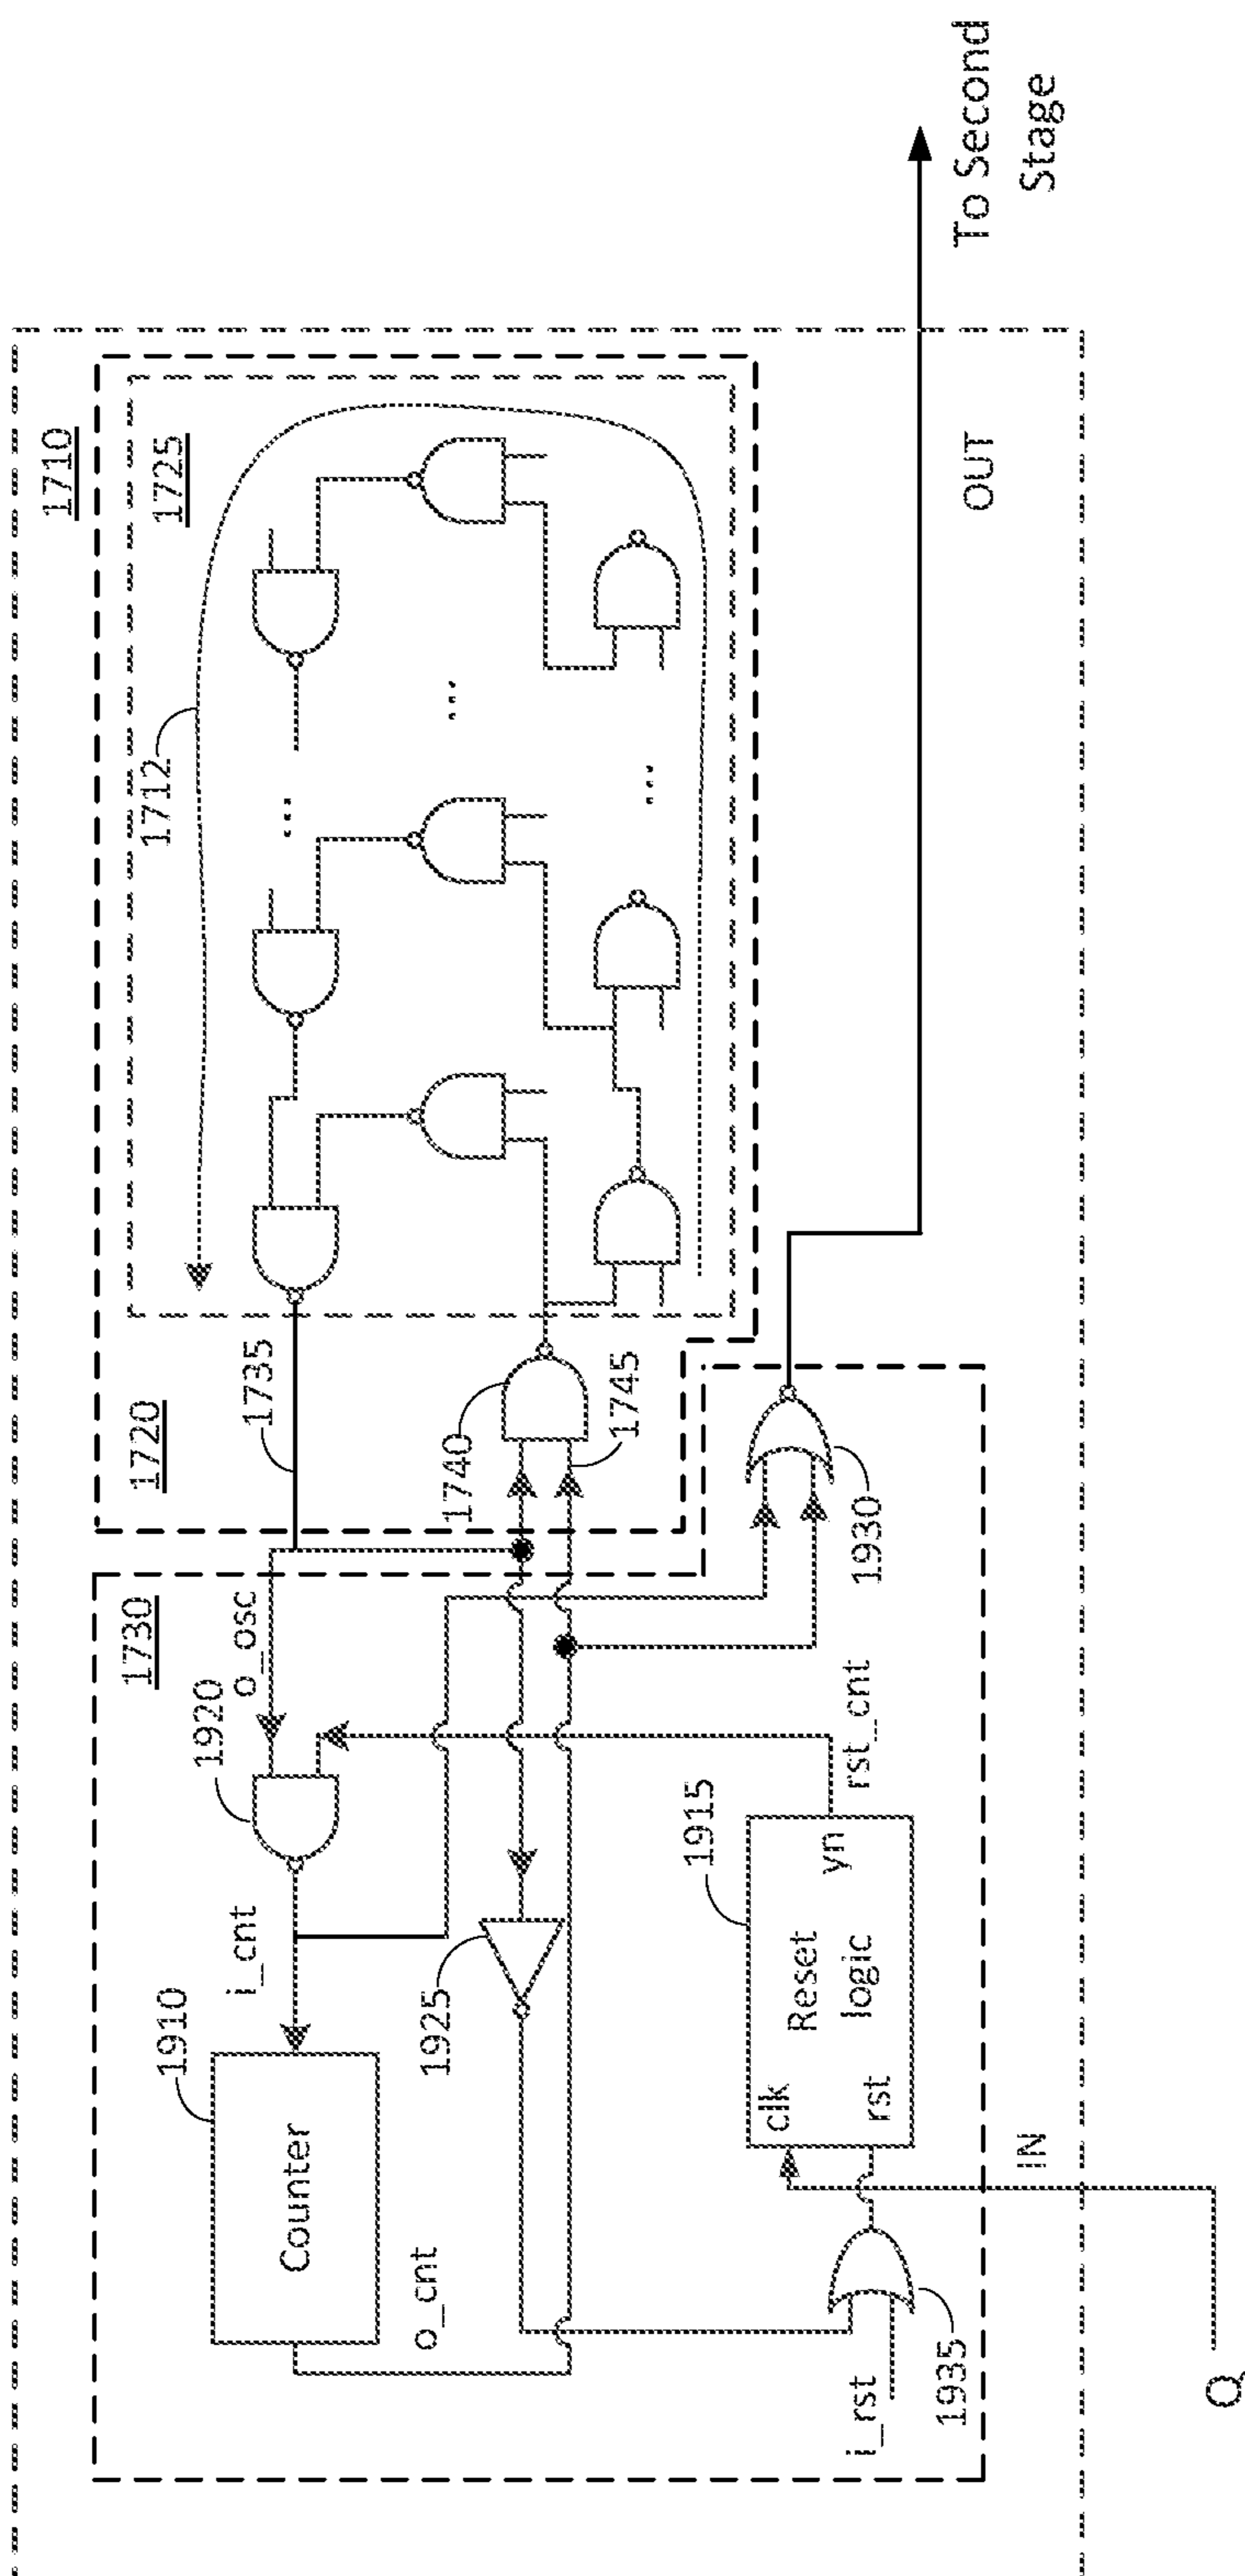 1710
1725
1712
1720
1735
1740
1745
To Second
Stage
OUT
1730
o_osc
1920
i_cnt
1910
Counter
o_cnt
1925
1930
rst_cnt
1915
Reset
logic
yn
clk
rst
i_rst
1935
IN
Q
...
...
...